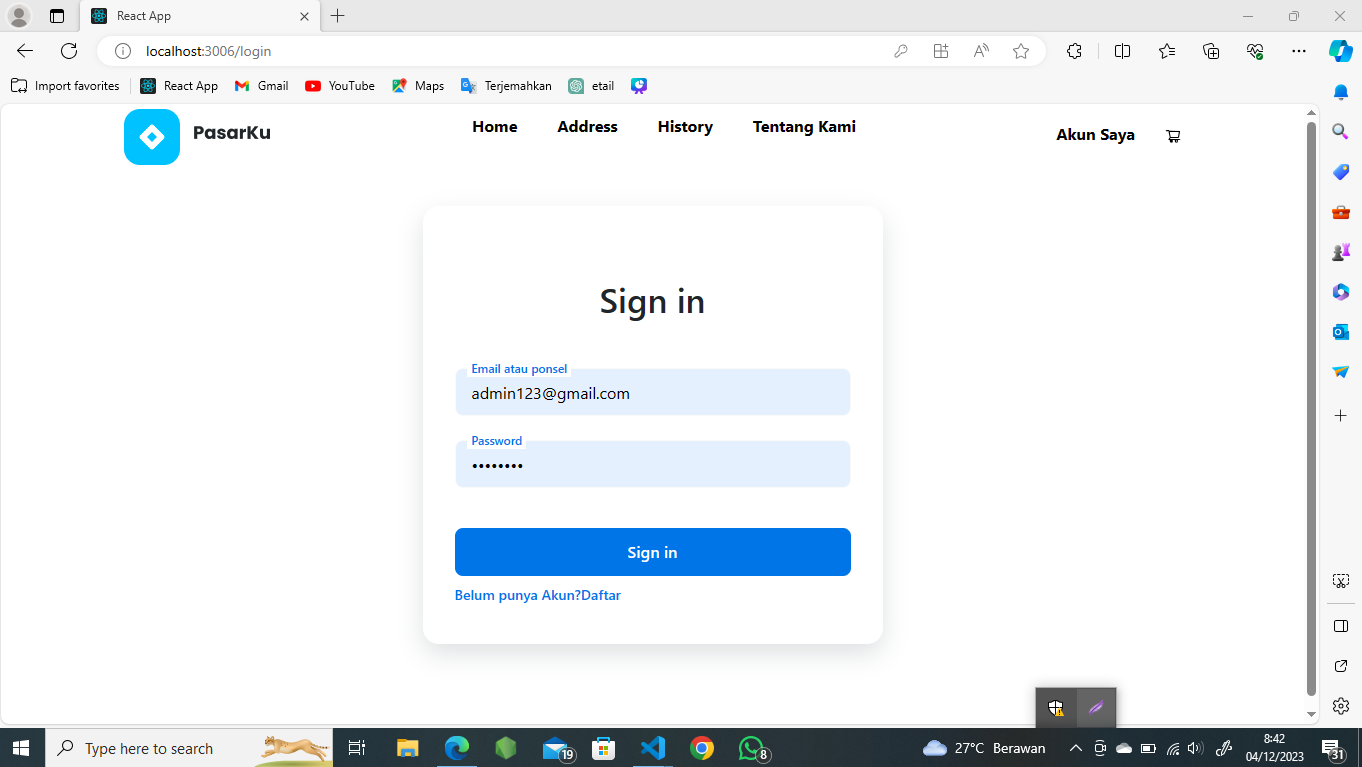 React App
localhost:3006/login
Import favorites
React App
Gmail
YouTube
Maps
Terjemahkan
etail
PasarKu
Home
Address
History
Tentang Kami
Akun Saya
Sign in
Email atau ponsel
admin123@gmail.com
Password
••••••••
Sign in
Belum punya Akun?Daftar
Type here to search
19
8
27°C Berawan
8:42
04/12/2023
31